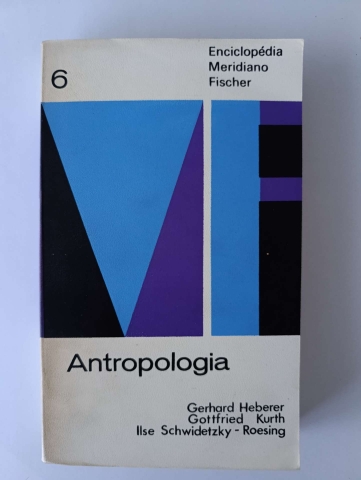 6
Enciclopédia
Meridiano
Fischer
Antropologia
Gerhard Heberer
Gottfried Kurth
Ilse Schwidetzky - Roesing